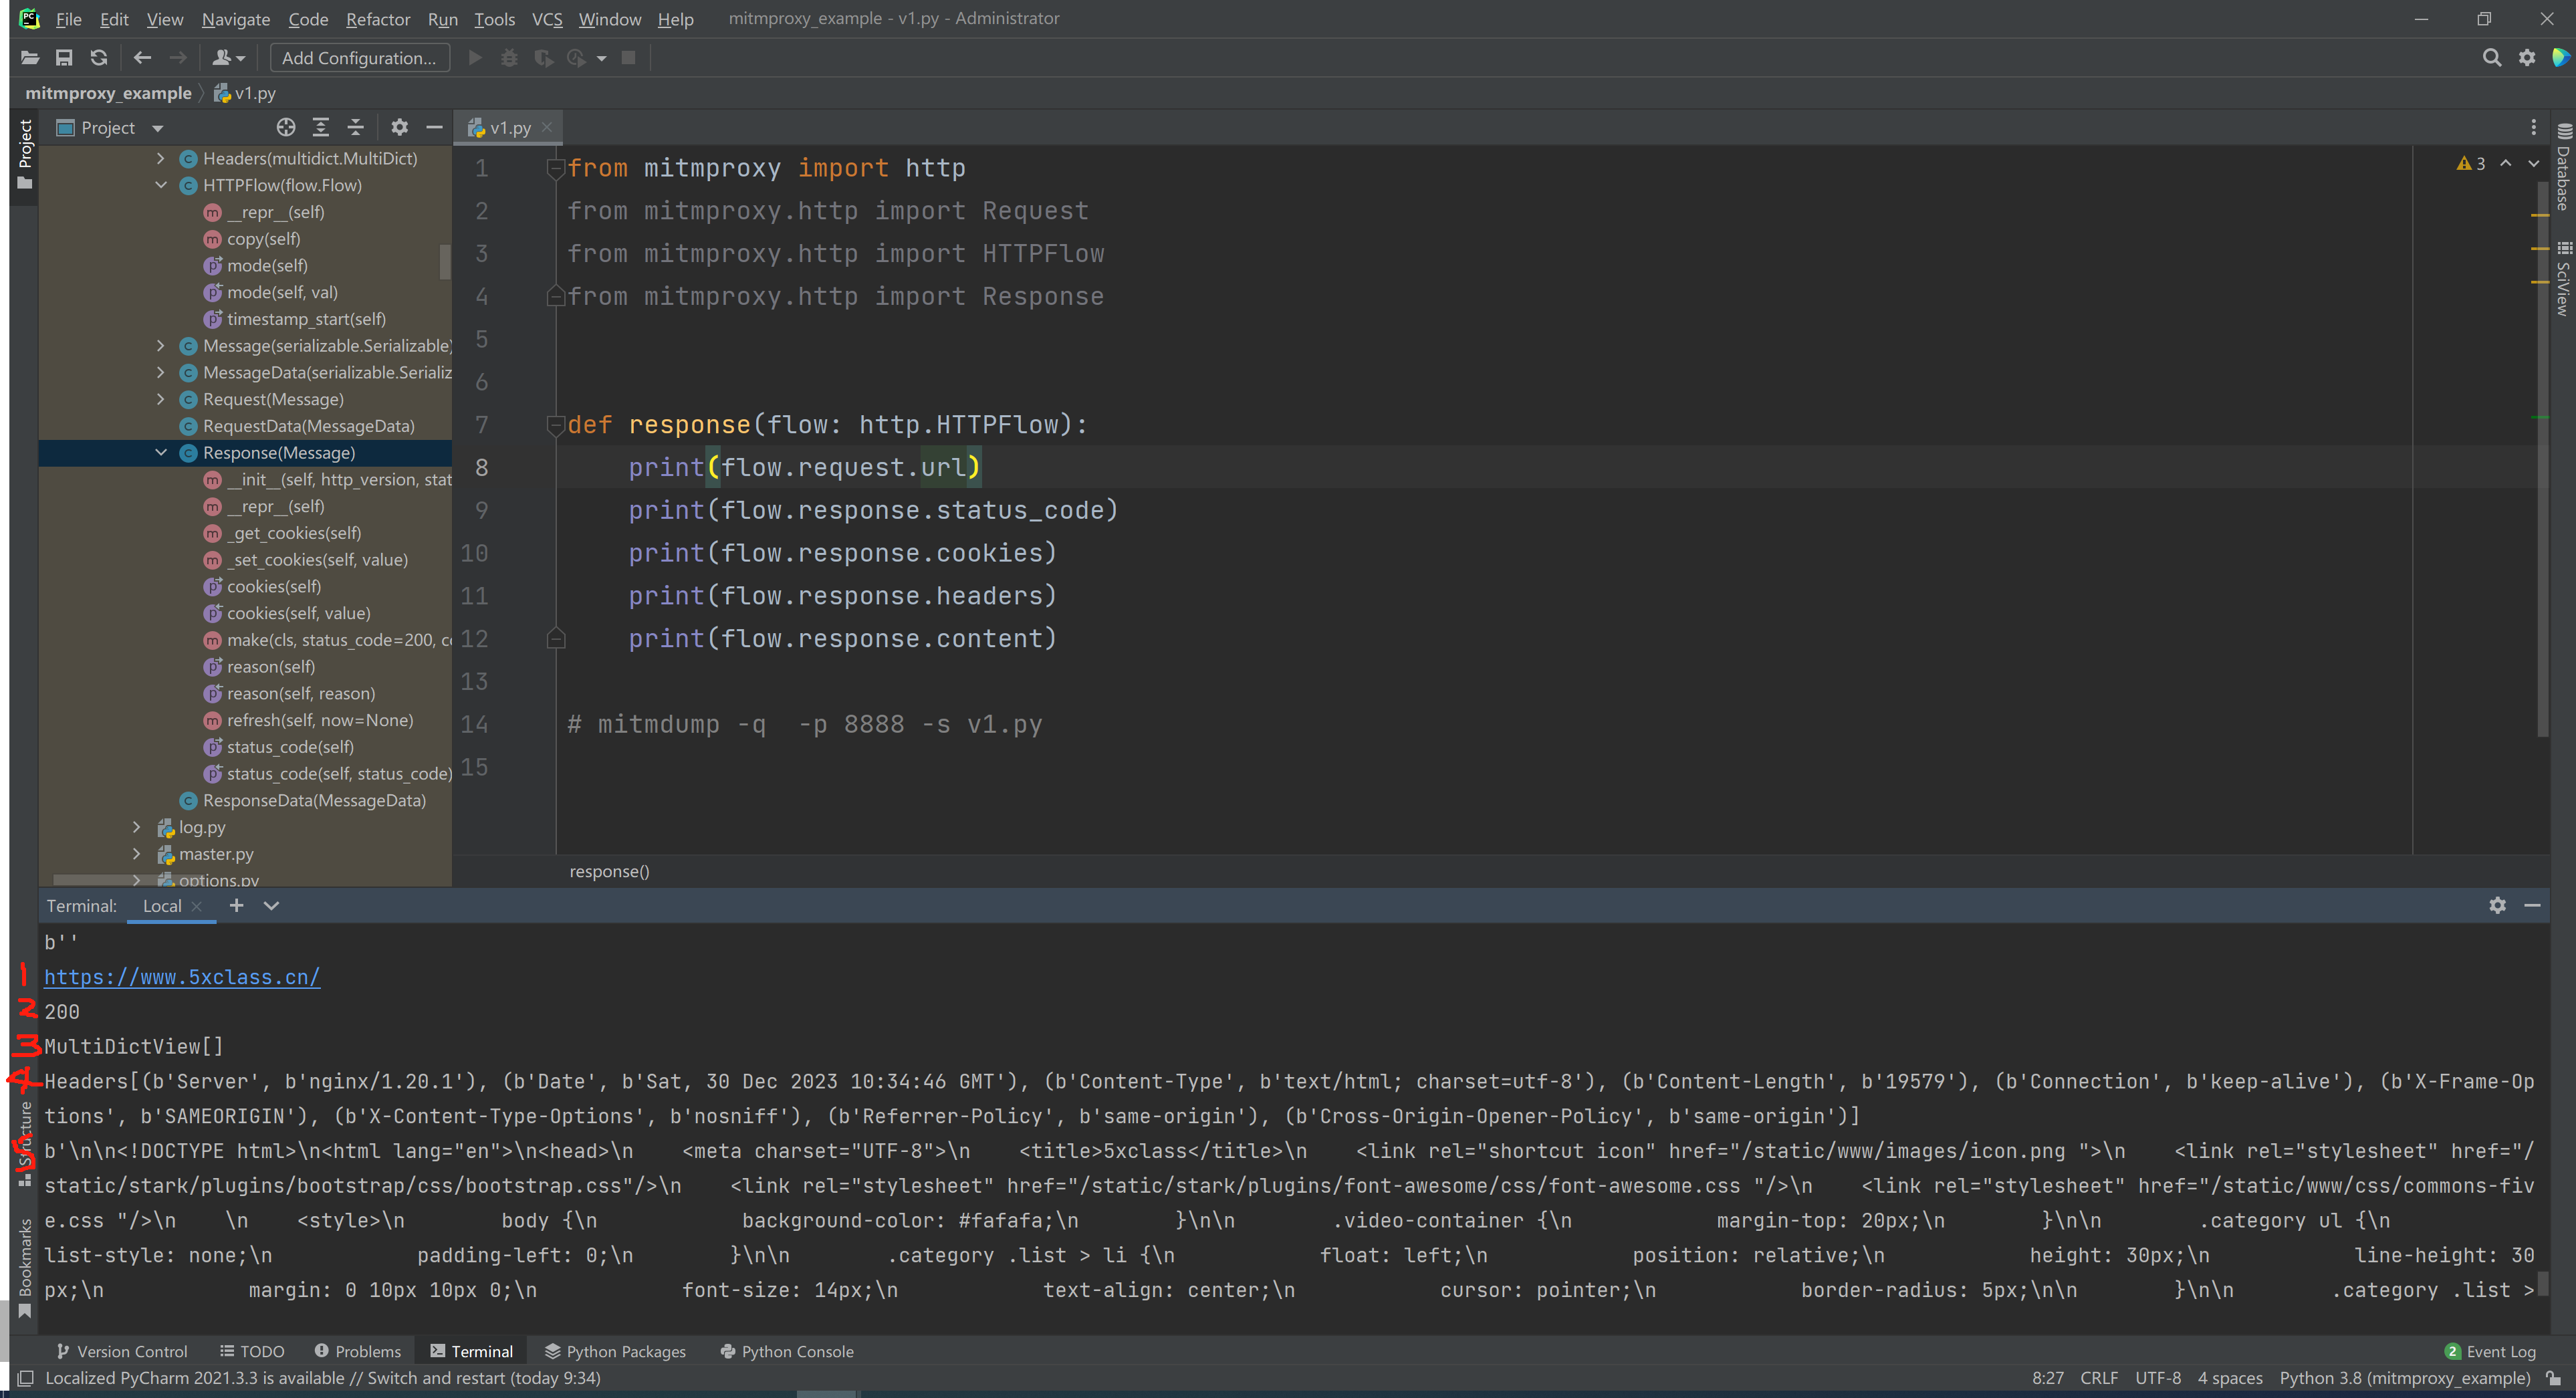 PC File Edit View Navigate Code Refactor Run Tools VCS Window Help mitmproxy_example - v1.py - Administrator
Add Configuration...
mitmproxy_example v1.py
Project
Project
Headers(multidict.MultiDict)
HTTPFlow(flow.Flow)
__repr__(self)
copy(self)
mode(self)
mode(self, val)
timestamp_start(self)
Message(serializable.Serializable)
MessageData(serializable.Serializ
Request(Message)
RequestData(MessageData)
Response(Message)
__init__(self, http_version, stat
__repr__(self)
_get_cookies(self)
_set_cookies(self, value)
cookies(self)
cookies(self, value)
make(cls, status_code=200, co
reason(self)
reason(self, reason)
refresh(self, now=None)
status_code(self)
status_code(self, status_code)
ResponseData(MessageData)
log.py
master.py
options.py
v1.py
1 from mitmproxy import http
2 from mitmproxy.http import Request
3 from mitmproxy.http import HTTPFlow
4 from mitmproxy.http import Response
5
6
7 def response(flow: http.HTTPFlow):
8 print(flow.request.url)
9 print(flow.response.status_code)
10 print(flow.response.cookies)
11 print(flow.response.headers)
12 print(flow.response.content)
13
14 # mitmdump -q  -p 8888 -s v1.py
15
3
Database
SciView
response()
Terminal: Local
b''
1 https://www.5xclass.cn/
2 200
3 MultiDictView[]
4 Headers[(b'Server', b'nginx/1.20.1'), (b'Date', b'Sat, 30 Dec 2023 10:34:46 GMT'), (b'Content-Type', b'text/html; charset=utf-8'), (b'Content-Length', b'19579'), (b'Connection', b'keep-alive'), (b'X-Frame-Op
tions', b'SAMEORIGIN'), (b'X-Content-Type-Options', b'nosniff'), (b'Referrer-Policy', b'same-origin'), (b'Cross-Origin-Opener-Policy', b'same-origin')]
5 b'\n\n<!DOCTYPE html>\n<html lang="en">\n<head>\n    <meta charset="UTF-8">\n    <title>5xclass</title>\n    <link rel="shortcut icon" href="/static/www/images/icon.png ">\n    <link rel="stylesheet" href="/
static/stark/plugins/bootstrap/css/bootstrap.css"/>\n    <link rel="stylesheet" href="/static/stark/plugins/font-awesome/css/font-awesome.css "/>\n    <link rel="stylesheet" href="/static/www/css/commons-fiv
e.css "/>\n    \n    <style>\n        body {\n            background-color: #fafafa;\n        }\n\n        .video-container {\n            margin-top: 20px;\n        }\n\n        .category ul {\n
list-style: none;\n            padding-left: 0;\n        }\n\n        .category .list > li {\n            float: left;\n            position: relative;\n            height: 30px;\n            line-height: 30
px;\n            margin: 0 10px 10px 0;\n            font-size: 14px;\n            text-align: center;\n            cursor: pointer;\n            border-radius: 5px;\n\n        }\n\n        .category .list >
Structure
Bookmarks
Version Control TODO Problems Terminal Python Packages Python Console 2 Event Log
Localized PyCharm 2021.3.3 is available // Switch and restart (today 9:34) 8:27 CRLF UTF-8 4 spaces Python 3.8 (mitmproxy_example)